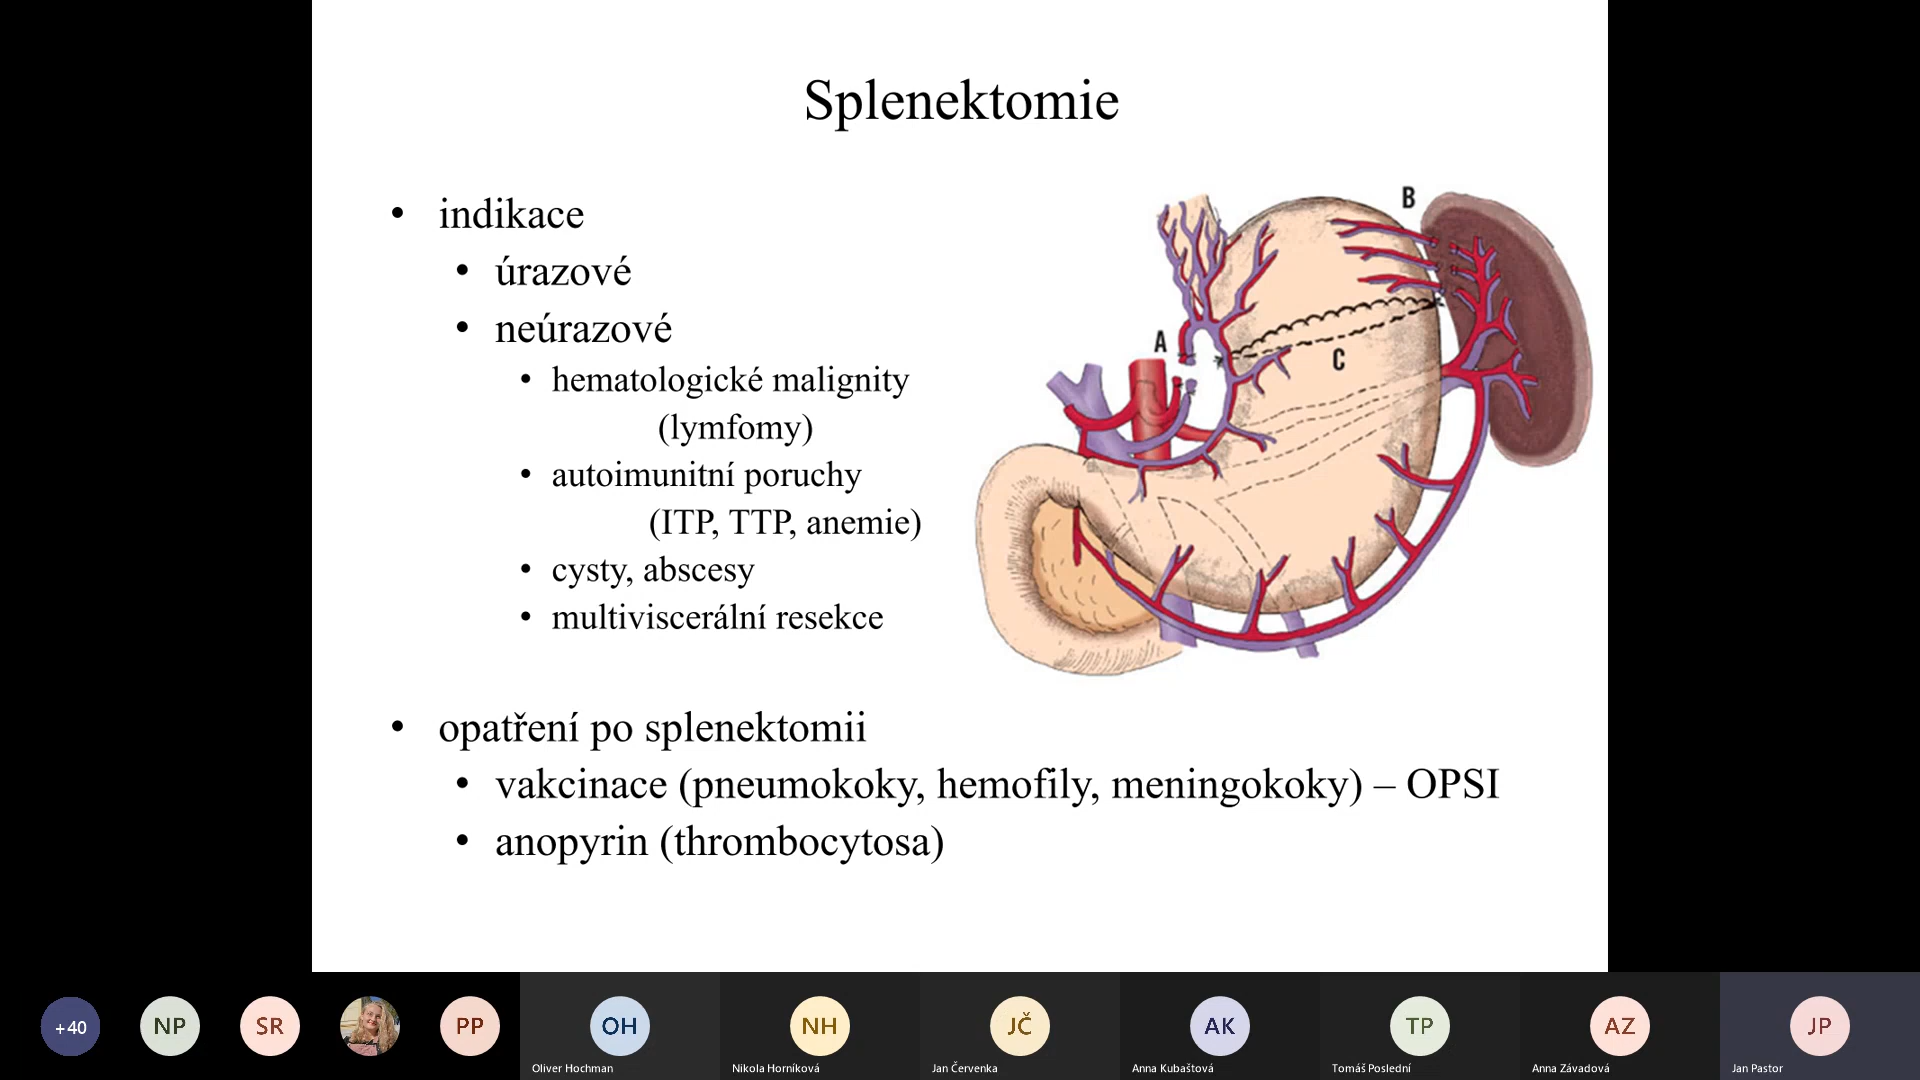 Splenektomie
• indikace
• úrazové
• neúrazové
• hematologické malignity
(lymfomy)
• autoimunitní poruchy
(ITP, TTP, anemie)
• cysty, abscesy
• multiviscerální resekce
B
A
C
• opatření po splenektomii
• vakcinace (pneumokoky, hemofily, meningokoky) – OPSI
• anopyrin (thrombocytosa)
+40
NP
SR
PP
OH
Oliver Hochman
NH
Nikola Horníková
JČ
Jan Červenka
AK
Anna Kubaštová
TP
Tomáš Poslední
AZ
Anna Závadová
JP
Jan Pastor